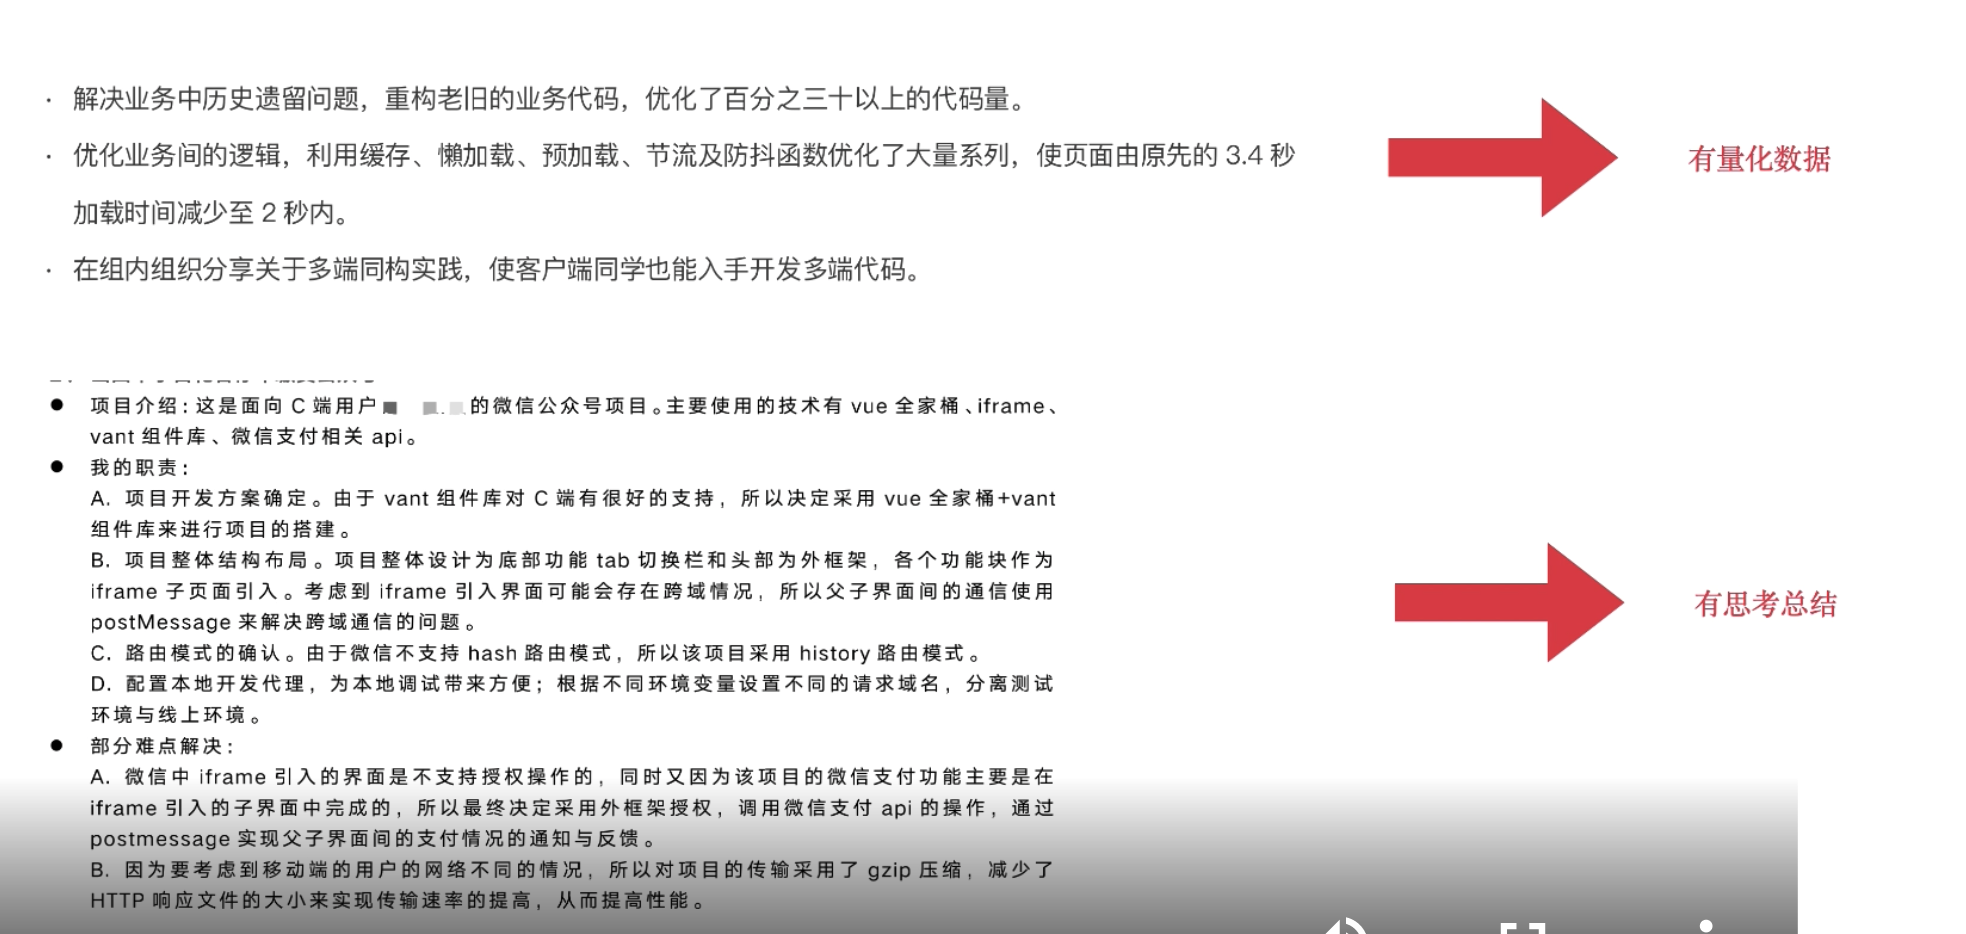 · 解决业务中历史遗留问题，重构老旧的业务代码，优化了百分之三十以上的代码量。
· 优化业务间的逻辑，利用缓存、懒加载、预加载、节流及防抖函数优化了大量系列，使页面由原先的 3.4 秒
加载时间减少至 2 秒内。
有量化数据
· 在组内组织分享关于多端同构实践，使客户端同学也能入手开发多端代码。
● 项目介绍：这是面向 C 端用户 的微信公众号项目。主要使用的技术有 vue 全家桶、iframe、
vant 组件库、微信支付相关 api。
● 我的职责：
A. 项目开发方案确定。由于 vant 组件库对 C 端有很好的支持，所以决定采用 vue 全家桶+vant
组件库来进行项目的搭建。
B. 项目整体结构布局。项目整体设计为底部功能 tab 切换栏和头部为外框架，各个功能块作为
iframe 子页面引入。考虑到 iframe 引入界面可能会存在跨域情况，所以父子界面间的通信使用
postMessage 来解决跨域通信的问题。
有思考总结
C. 路由模式的确认。由于微信不支持 hash 路由模式，所以该项目采用 history 路由模式。
D. 配置本地开发代理，为本地调试带来方便；根据不同环境变量设置不同的请求域名，分离测试
环境与线上环境。
● 部分难点解决：
A. 微信中 iframe 引入的界面是不支持授权操作的，同时又因为该项目的微信支付功能主要是在
iframe 引入的子界面中完成的，所以最终决定采用外框架授权，调用微信支付 api 的操作，通过
postmessage 实现父子界面间的支付情况的通知与反馈。
B. 因为要考虑到移动端的用户的网络不同的情况，所以对项目的传输采用了 gzip 压缩，减少了
HTTP 响应文件的大小来实现传输速率的提高，从而提高性能。